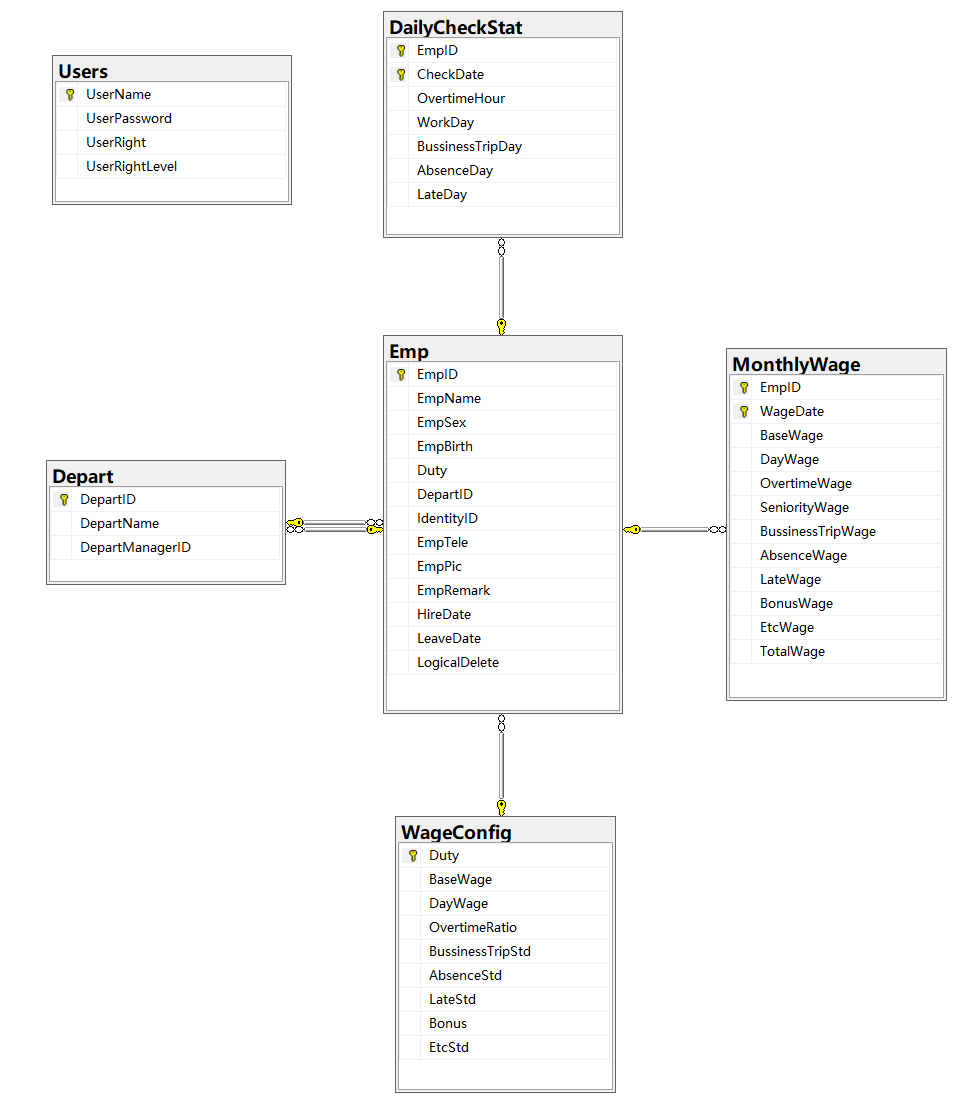 DailyCheckStat
EmpID
CheckDate
OvertimeHour
WorkDay
BussinessTripDay
AbsenceDay
LateDay
Users
UserName
UserPassword
UserRight
UserRightLevel
Emp
EmpID
EmpName
EmpSex
EmpBirth
Duty
DepartID
IdentityID
EmpTele
EmpPic
EmpRemark
HireDate
LeaveDate
LogicalDelete
MonthlyWage
EmpID
WageDate
BaseWage
DayWage
OvertimeWage
SeniorityWage
BussinessTripWage
AbsenceWage
LateWage
BonusWage
EtcWage
TotalWage
Depart
DepartID
DepartName
DepartManagerID
WageConfig
Duty
BaseWage
DayWage
OvertimeRatio
BussinessTripStd
AbsenceStd
LateStd
Bonus
EtcStd